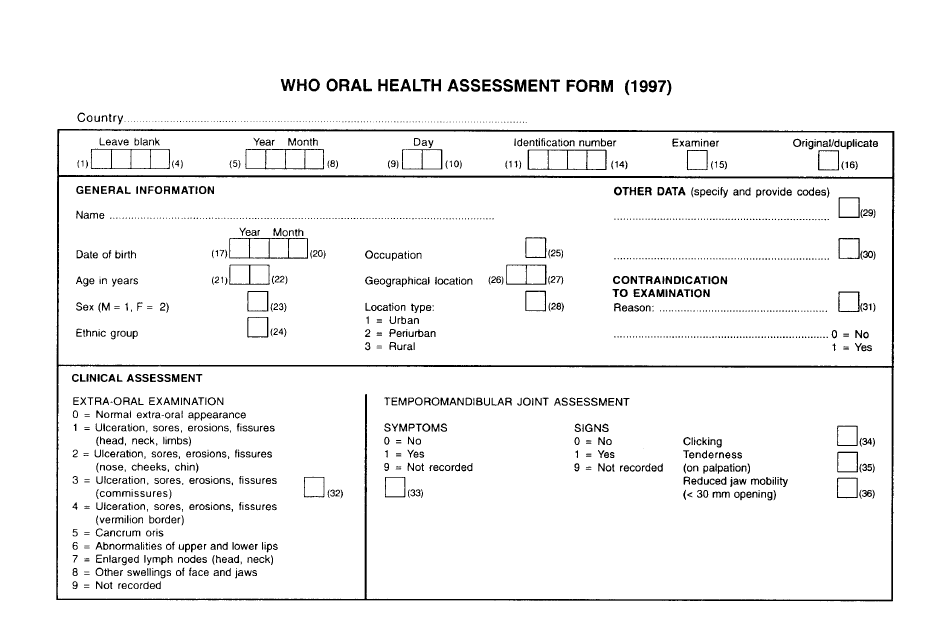 WHO ORAL HEALTH ASSESSMENT FORM (1997)
Country
Leave blank Year Month Day Identification number Examiner Original/duplicate
(1) (4) (5) (8) (9) (10) (11) (14) (15) (16)
GENERAL INFORMATION
Name
Year Month
Date of birth (17) (20)
Age in years (21) (22)
Sex (M = 1, F = 2) (23)
Ethnic group (24)
Occupation (25)
Geographical location (26) (27)
Location type: (28)
1 = Urban
2 = Periurban
3 = Rural
OTHER DATA (specify and provide codes)
(29)
(30)
CONTRAINDICATION
TO EXAMINATION
Reason: (31)
0 = No
1 = Yes
CLINICAL ASSESSMENT
EXTRA-ORAL EXAMINATION
0 = Normal extra-oral appearance
1 = Ulceration, sores, erosions, fissures
(head, neck, limbs)
2 = Ulceration, sores, erosions, fissures
(nose, cheeks, chin)
3 = Ulceration, sores, erosions, fissures
(commissures) (32)
4 = Ulceration, sores, erosions, fissures
(vermilion border)
5 = Cancrum oris
6 = Abnormalities of upper and lower lips
7 = Enlarged lymph nodes (head, neck)
8 = Other swellings of face and jaws
9 = Not recorded
TEMPOROMANDIBULAR JOINT ASSESSMENT
SYMPTOMS
0 = No
1 = Yes
9 = Not recorded
(33)
SIGNS
0 = No
1 = Yes
9 = Not recorded
Clicking (34)
Tenderness
(on palpation) (35)
Reduced jaw mobility
(< 30 mm opening) (36)